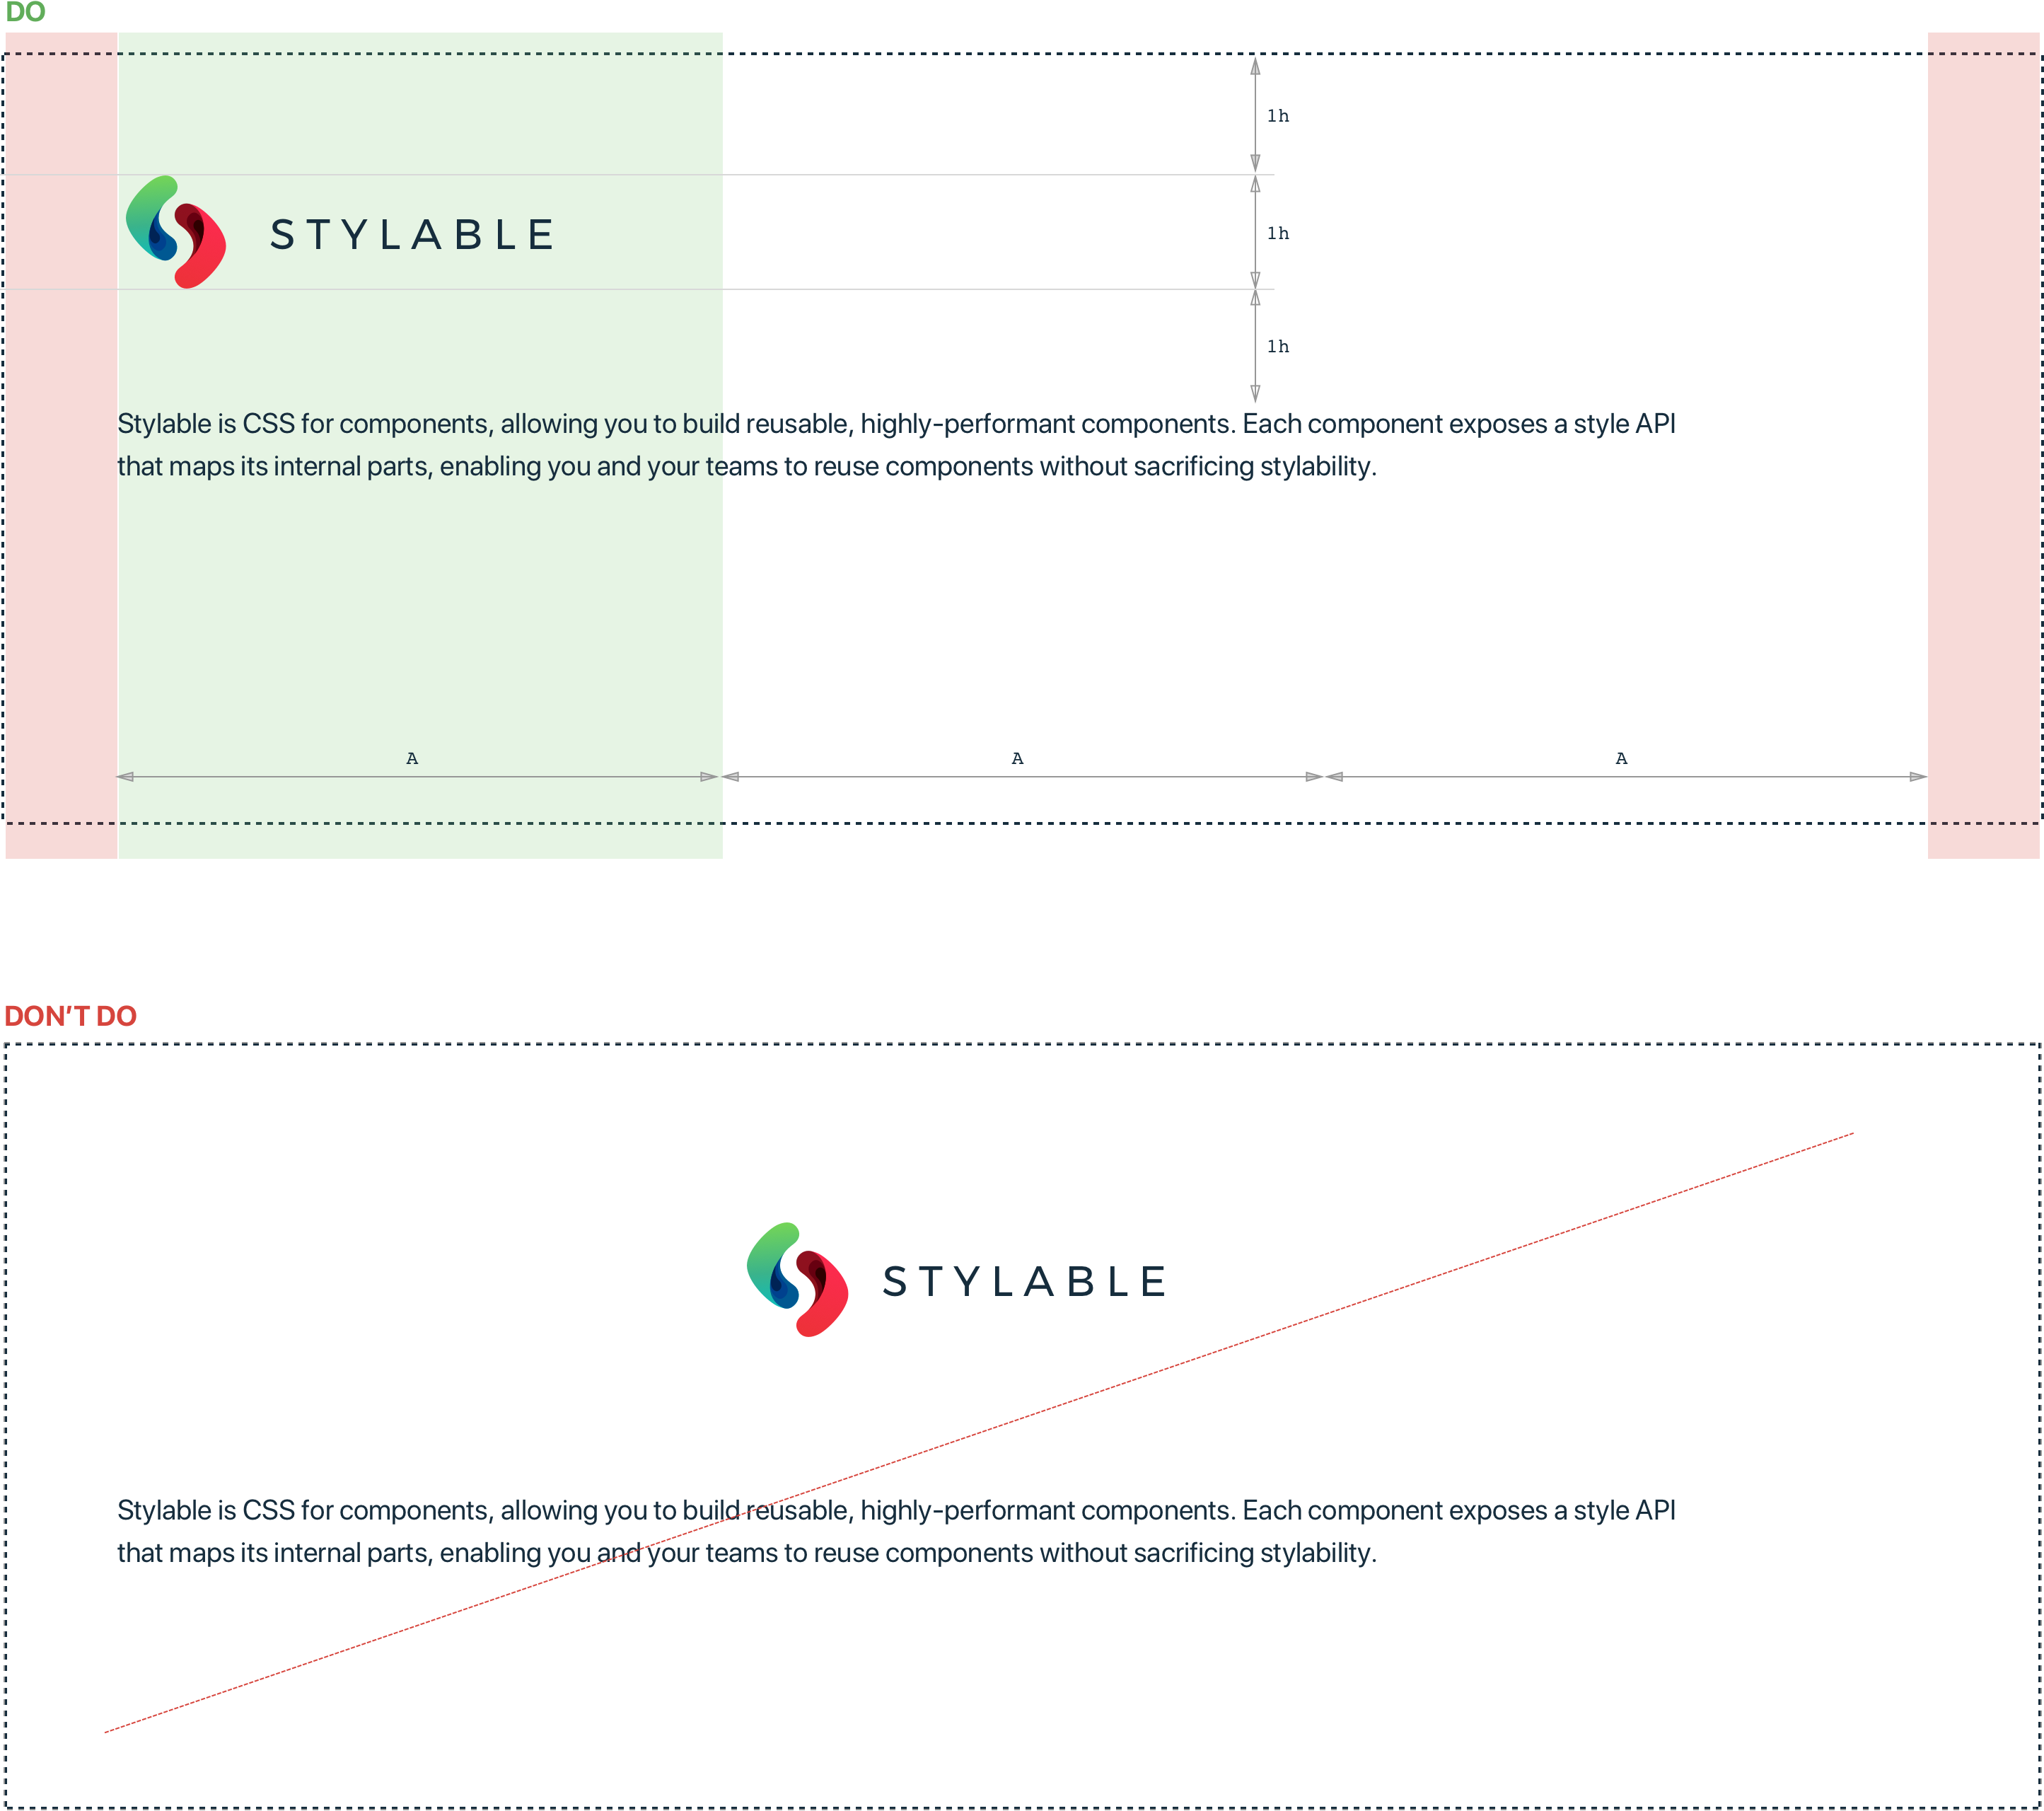 DO
1h
STYLABLE
1h
1h
Stylable is CSS for components, allowing you to build reusable, highly-performant components. Each component exposes a style API
that maps its internal parts, enabling you and your teams to reuse components without sacrificing stylability.
A A A
DON’T DO
STYLABLE
Stylable is CSS for components, allowing you to build reusable, highly-performant components. Each component exposes a style API
that maps its internal parts, enabling you and your teams to reuse components without sacrificing stylability.